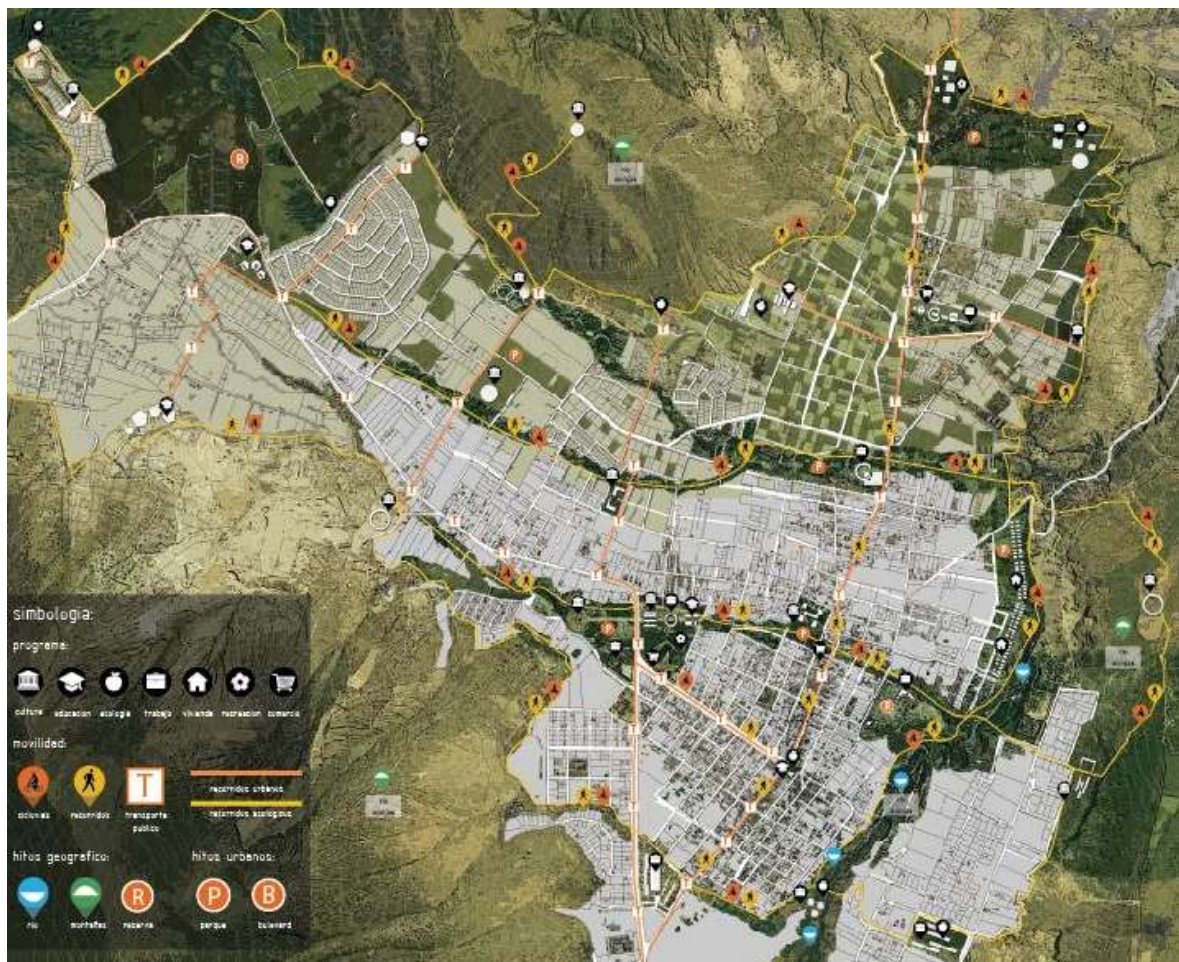 simbologia:
programa:
cultura educacion ecologia trabajo vivienda recreacion comercio
movilidad:
T
ciclovias recorridos transporte publico
recorridos urbanos
recorridos ecologicos
hitos geografico: hitos urbanos:
R P B
rio montañas reserva parque bulevard